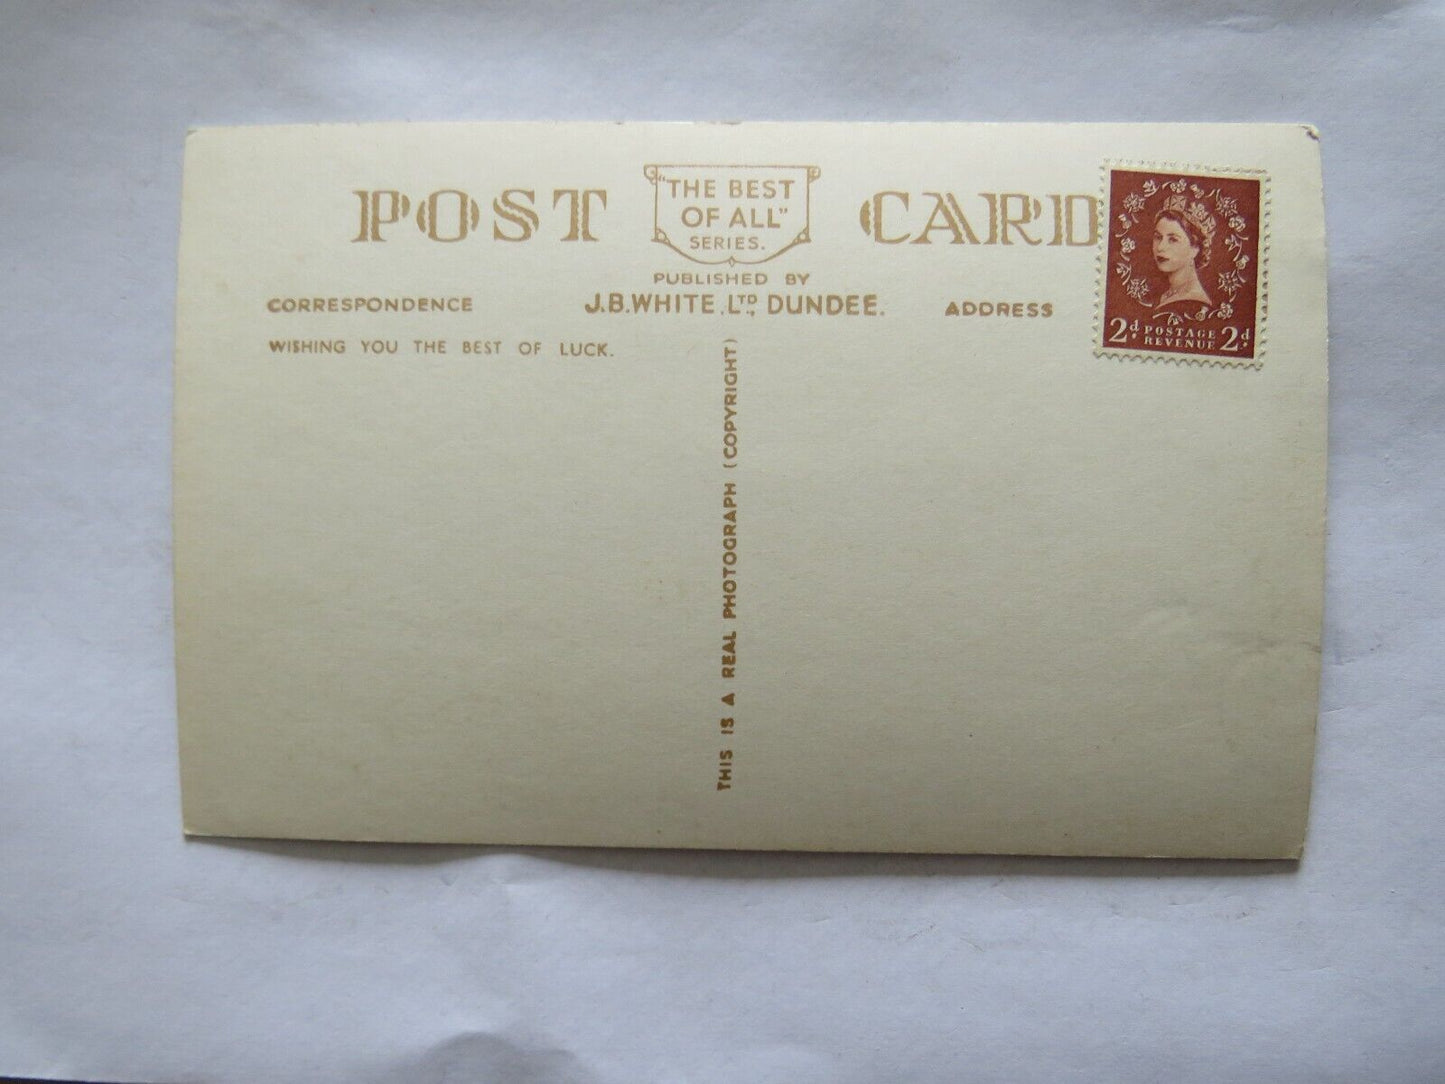 POST CARD
"THE BEST
OF ALL"
SERIES.
PUBLISHED BY
J.B. WHITE, LTD., DUNDEE.
CORRESPONDENCE
ADDRESS
WISHING YOU THE BEST OF LUCK.
THIS IS A REAL PHOTOGRAPH (COPYRIGHT)
2d. POSTAGE 2d.
REVENUE